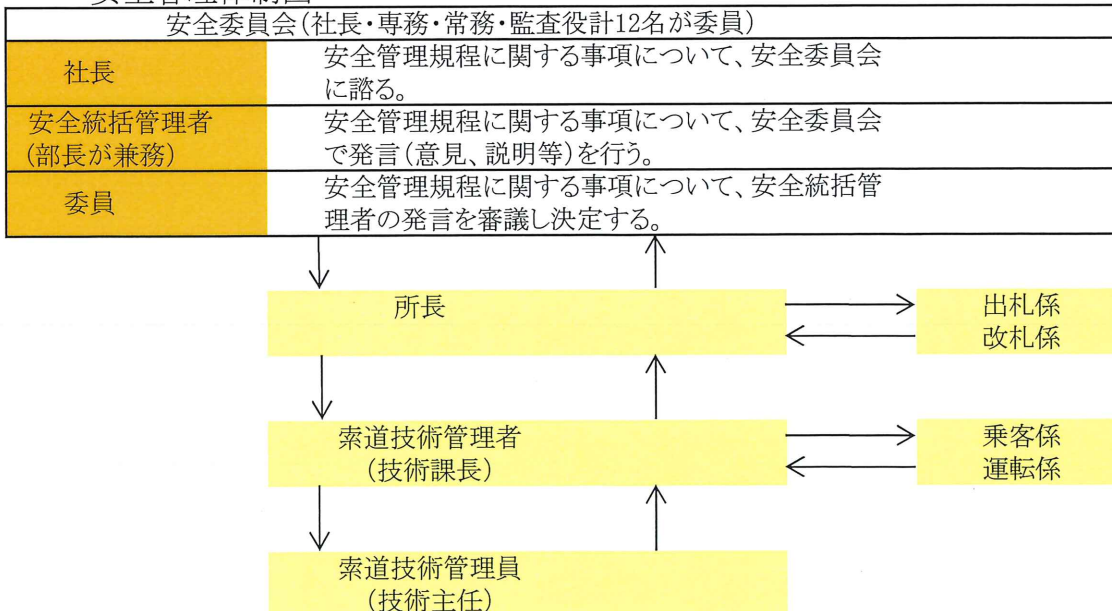 安全委員会(社長・専務・常務・監査役計12名が委員)
社長
安全管理規程に関する事項について、安全委員会
に諮る。
安全統括管理者
(部長が兼務)
安全管理規程に関する事項について、安全委員会
で発言(意見、説明等)を行う。
委員
安全管理規程に関する事項について、安全統括管
理者の発言を審議し決定する。
所長
出札係
改札係
索道技術管理者
(技術課長)
乗客係
運転係
索道技術管理員
(技術主任)